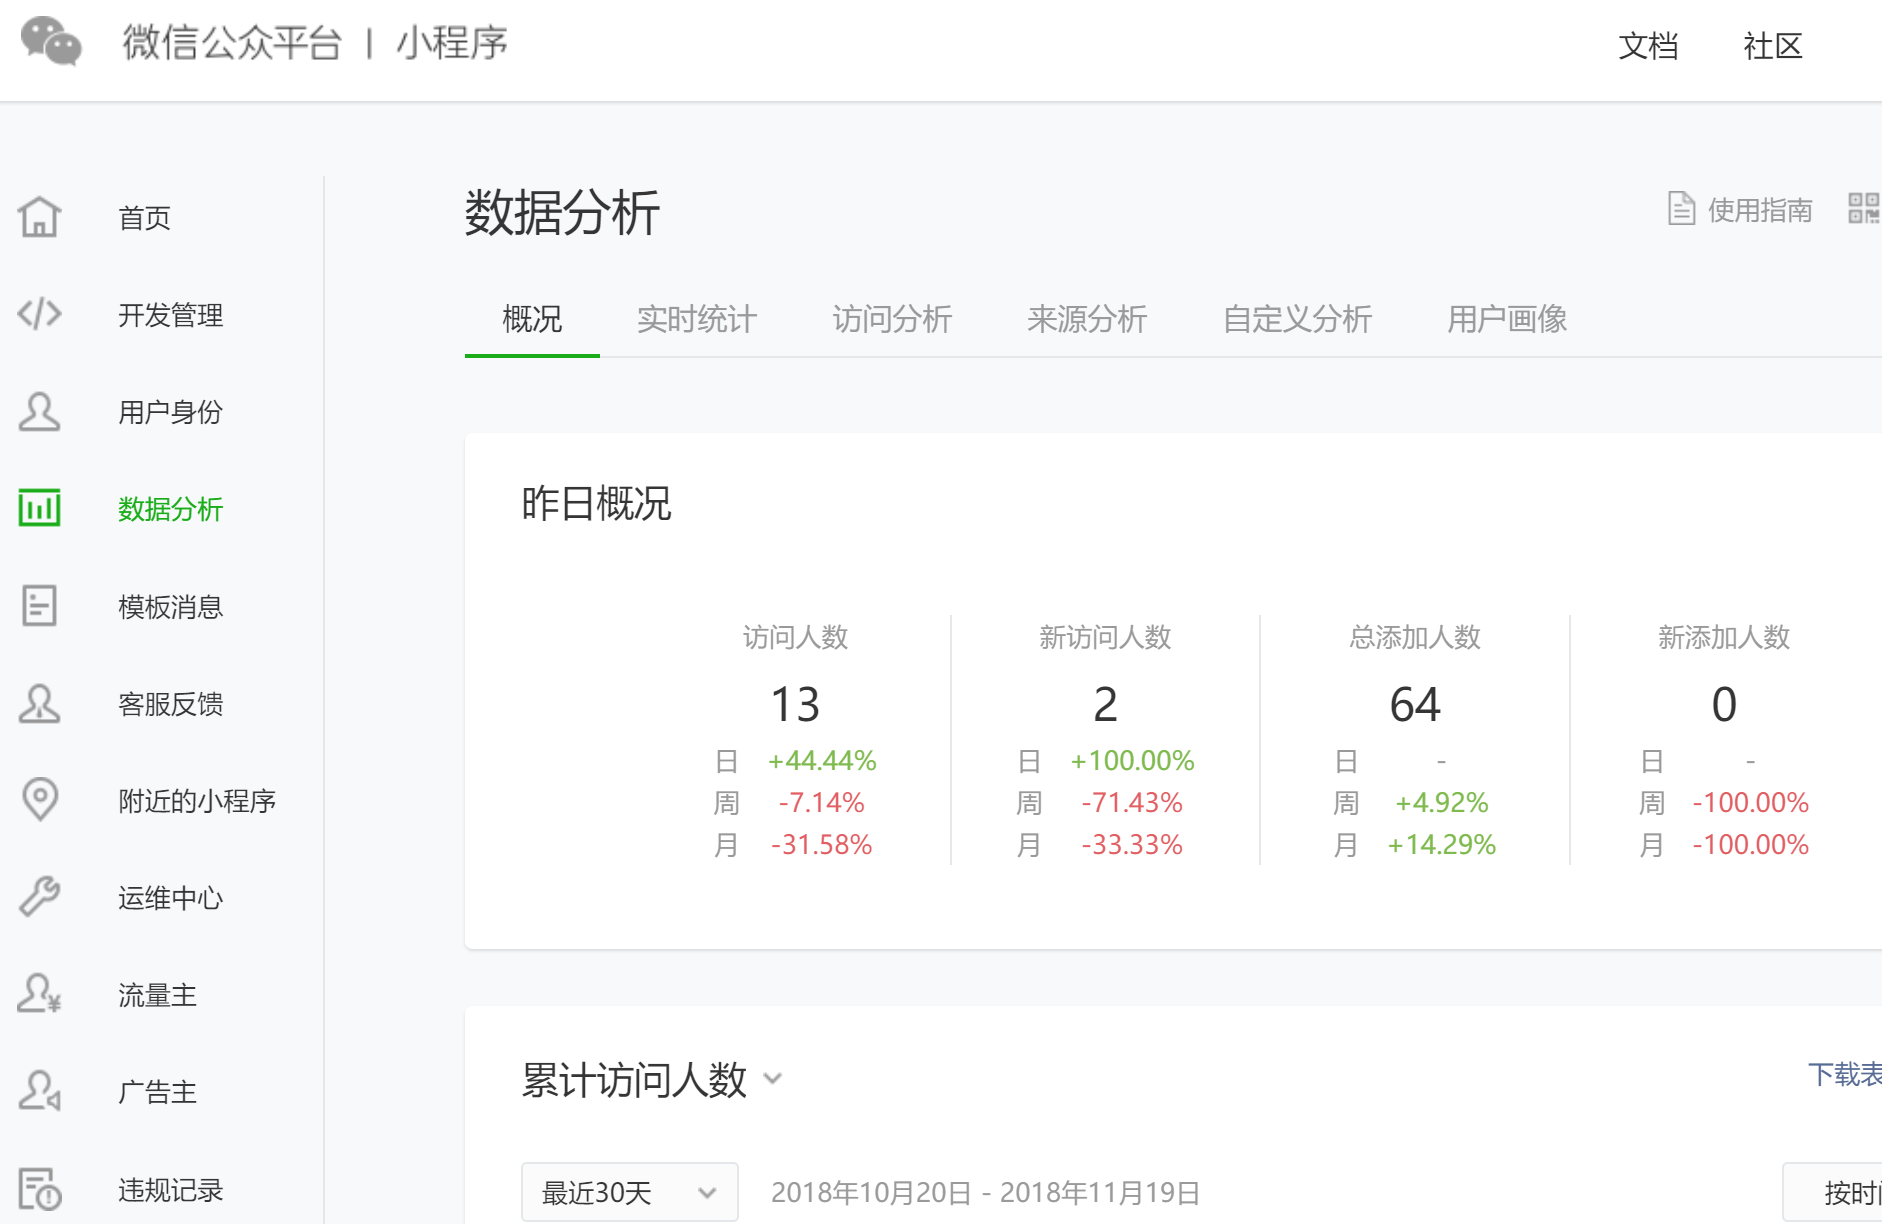 微信公众平台 | 小程序
文档 社区
首页
开发管理
用户身份
数据分析
模板消息
客服反馈
附近的小程序
运维中心
流量主
广告主
违规记录
数据分析
使用指南
概况 实时统计 访问分析 来源分析 自定义分析 用户画像
昨日概况
访问人数 新访问人数 总添加人数 新添加人数
13 2 64 0
日 +44.44% 日 +100.00% 日 - 日 -
周 -7.14% 周 -71.43% 周 +4.92% 周 -100.00%
月 -31.58% 月 -33.33% 月 +14.29% 月 -100.00%
累计访问人数
下载表
最近30天 2018年10月20日 - 2018年11月19日
按时